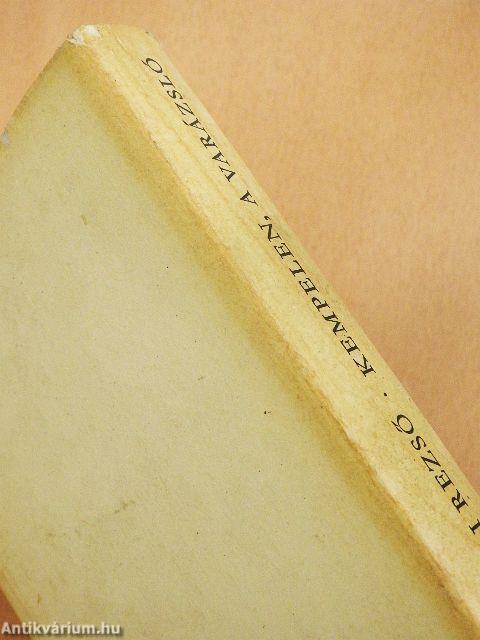 I REZSŐ · KEMPELEN, A VARÁZSLÓ
Antikvárium.hu